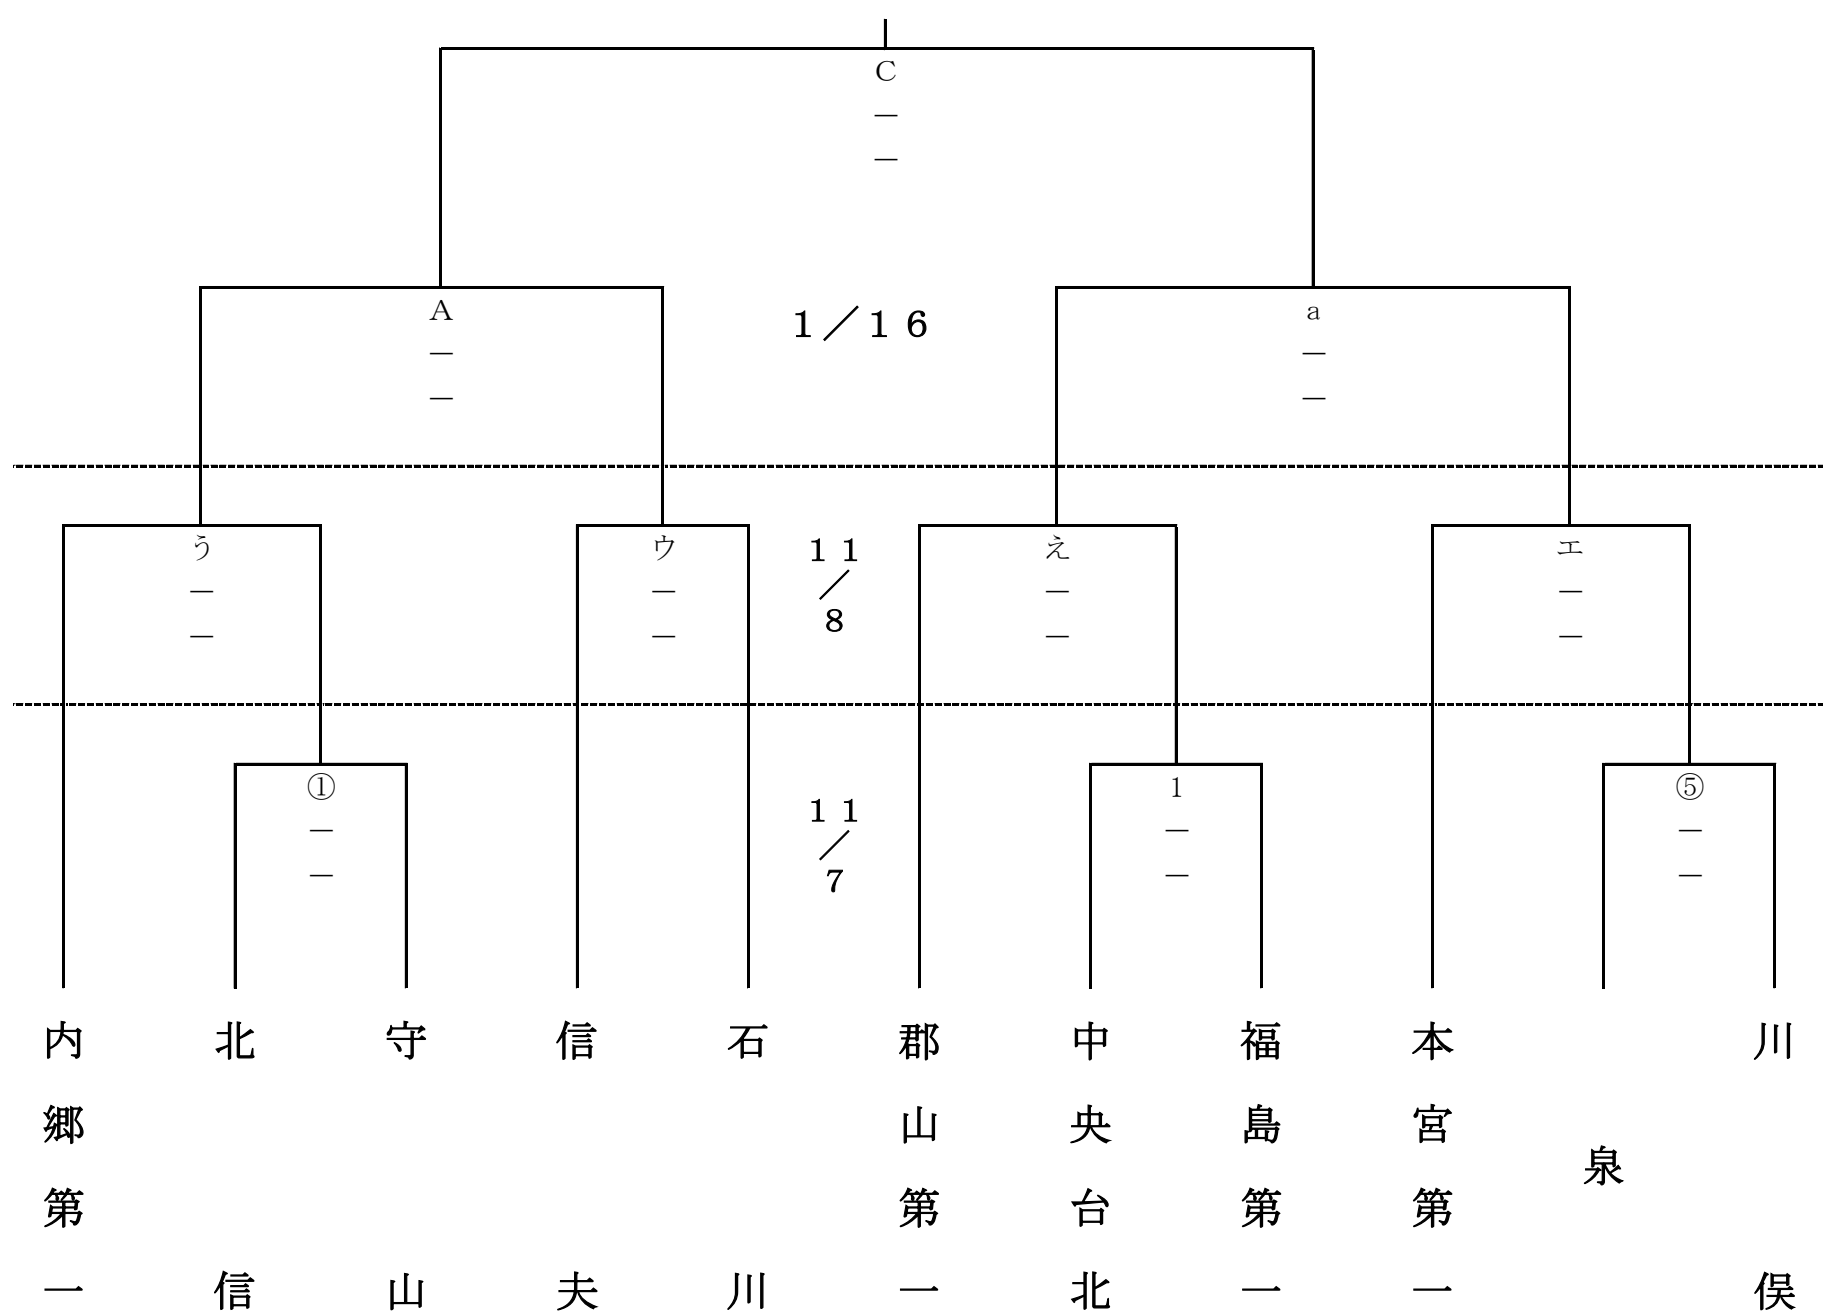 C
－
－
A
－
－
１／１６
a
－
－
う
－
－
ウ
－
－
１１
／
８
え
－
－
エ
－
－
①
－
－
１１
／
７
1
－
－
⑤
－
－
内郷第一
北信
守山
信夫
石川
郡山第一
中央台北
福島第一
本宮第一
泉
川俣